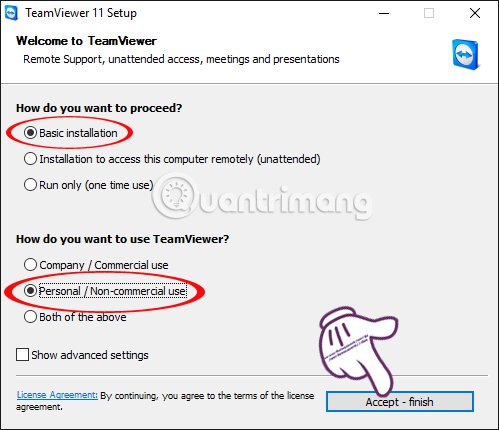 TeamViewer 11 Setup
Welcome to TeamViewer
Remote Support, unattended access, meetings and presentations
How do you want to proceed?
Basic installation
Installation to access this computer remotely (unattended)
Run only (one time use)
Quantrimang
How do you want to use TeamViewer?
Company / Commercial use
Personal / Non-commercial use
Both of the above
Show advanced settings
License Agreement: By continuing, you agree to the terms of the license
agreement.
Accept - finish